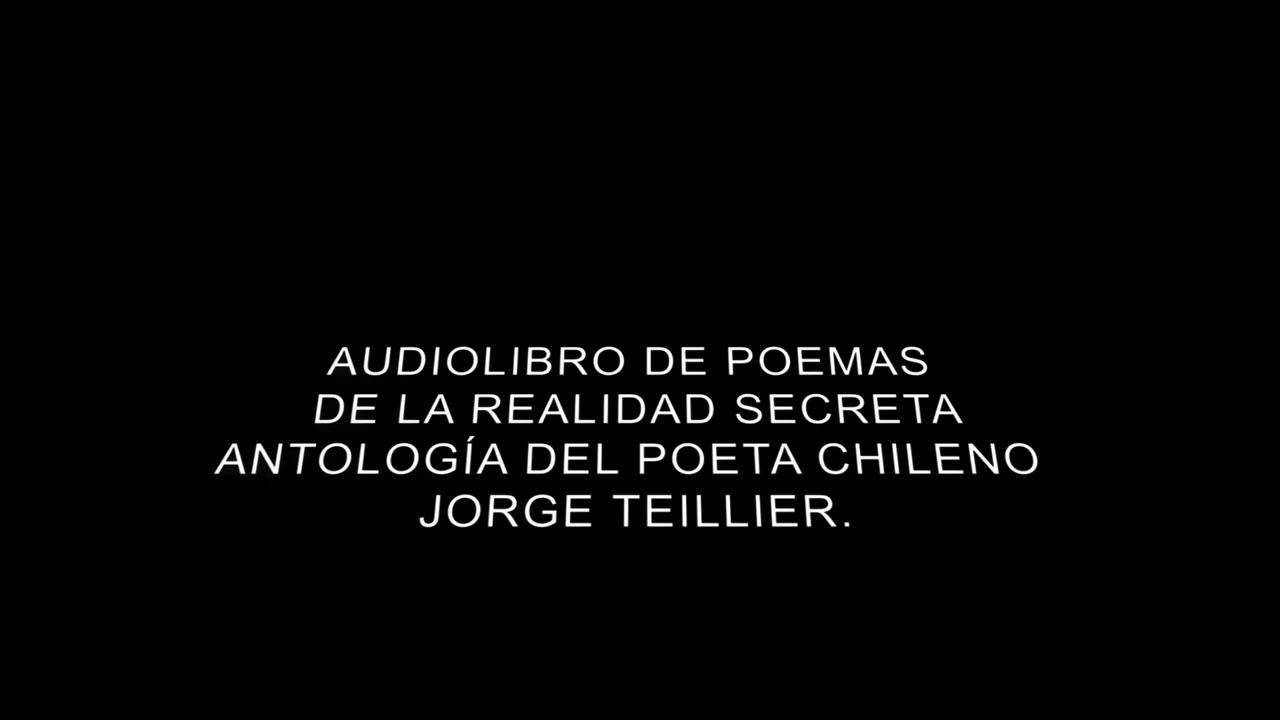 AUDIOLIBRO DE POEMAS
DE LA REALIDAD SECRETA
ANTOLOGÍA DEL POETA CHILENO
JORGE TEILLIER.